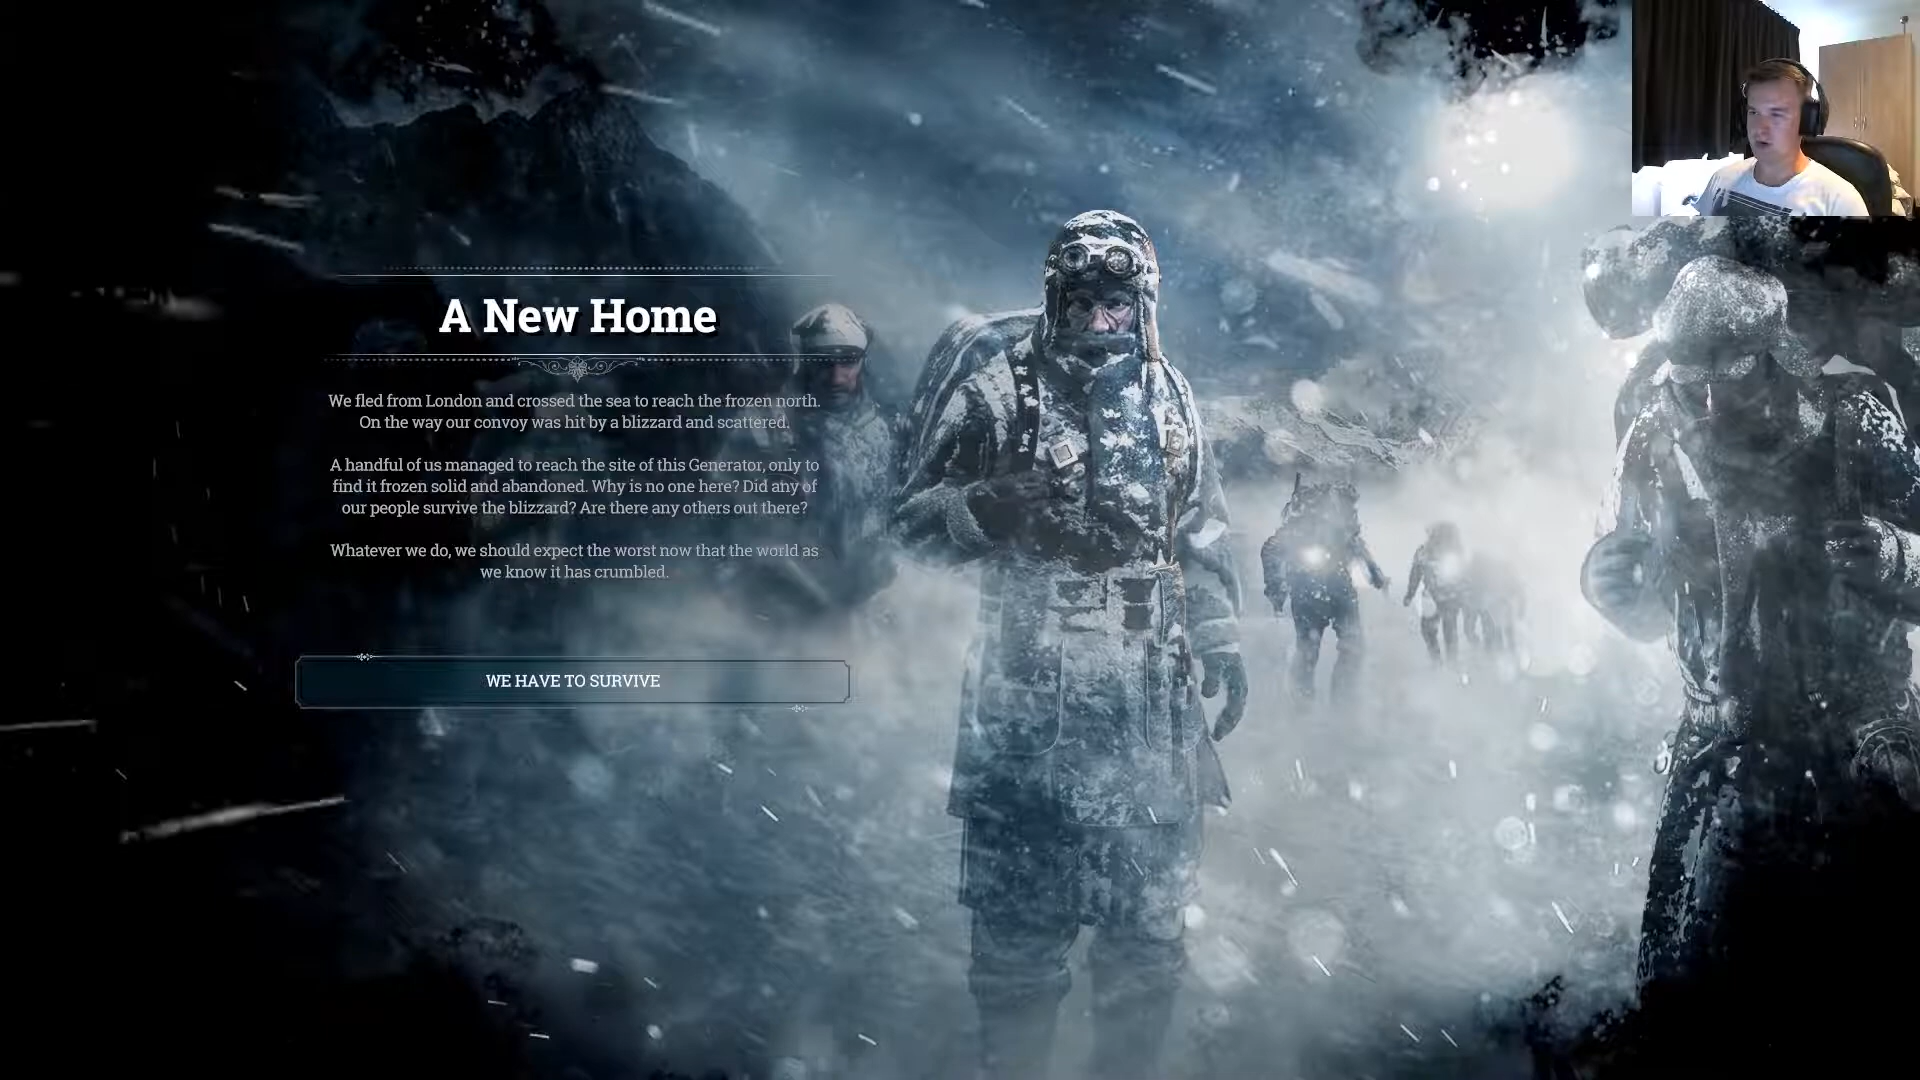 A New Home
We fled from London and crossed the sea to reach the frozen north.
On the way our convoy was hit by a blizzard and scattered.
A handful of us managed to reach the site of this Generator, only to
find it frozen solid and abandoned. Why is no one here? Did any of
our people survive the blizzard? Are there any others out there?
Whatever we do, we should expect the worst now that the world as
we know it has crumbled.
WE HAVE TO SURVIVE